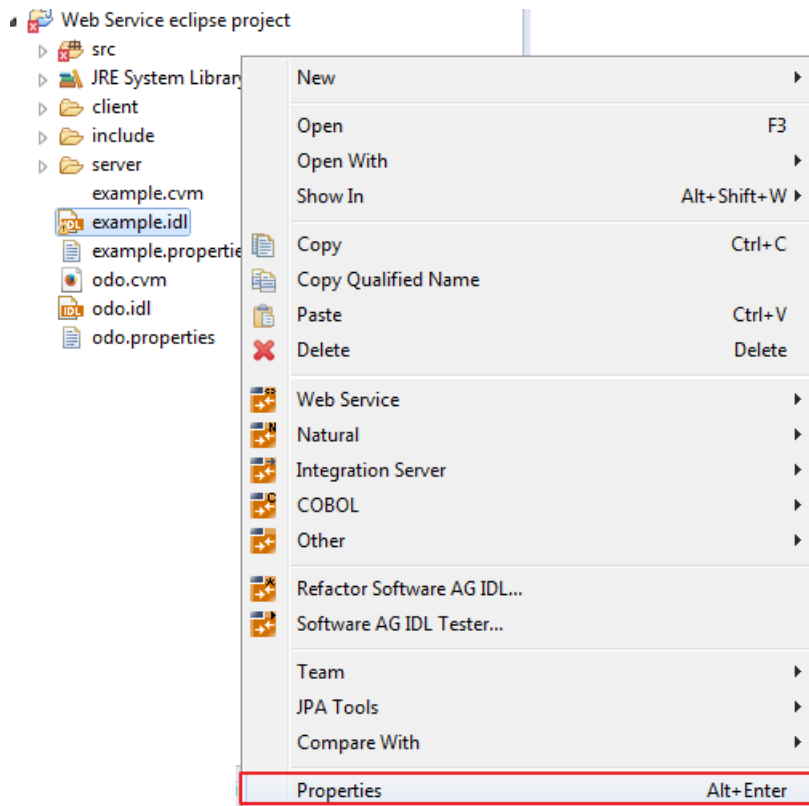 Web Service eclipse project
src
JRE System Library
client
include
server
example.cvm
example.idl
example.propertie
odo.cvm
odo.idl
odo.properties
New
Open F3
Open With
Show In Alt+Shift+W
Copy Ctrl+C
Copy Qualified Name
Paste Ctrl+V
Delete Delete
Web Service
Natural
Integration Server
COBOL
Other
Refactor Software AG IDL...
Software AG IDL Tester...
Team
JPA Tools
Compare With
Properties Alt+Enter